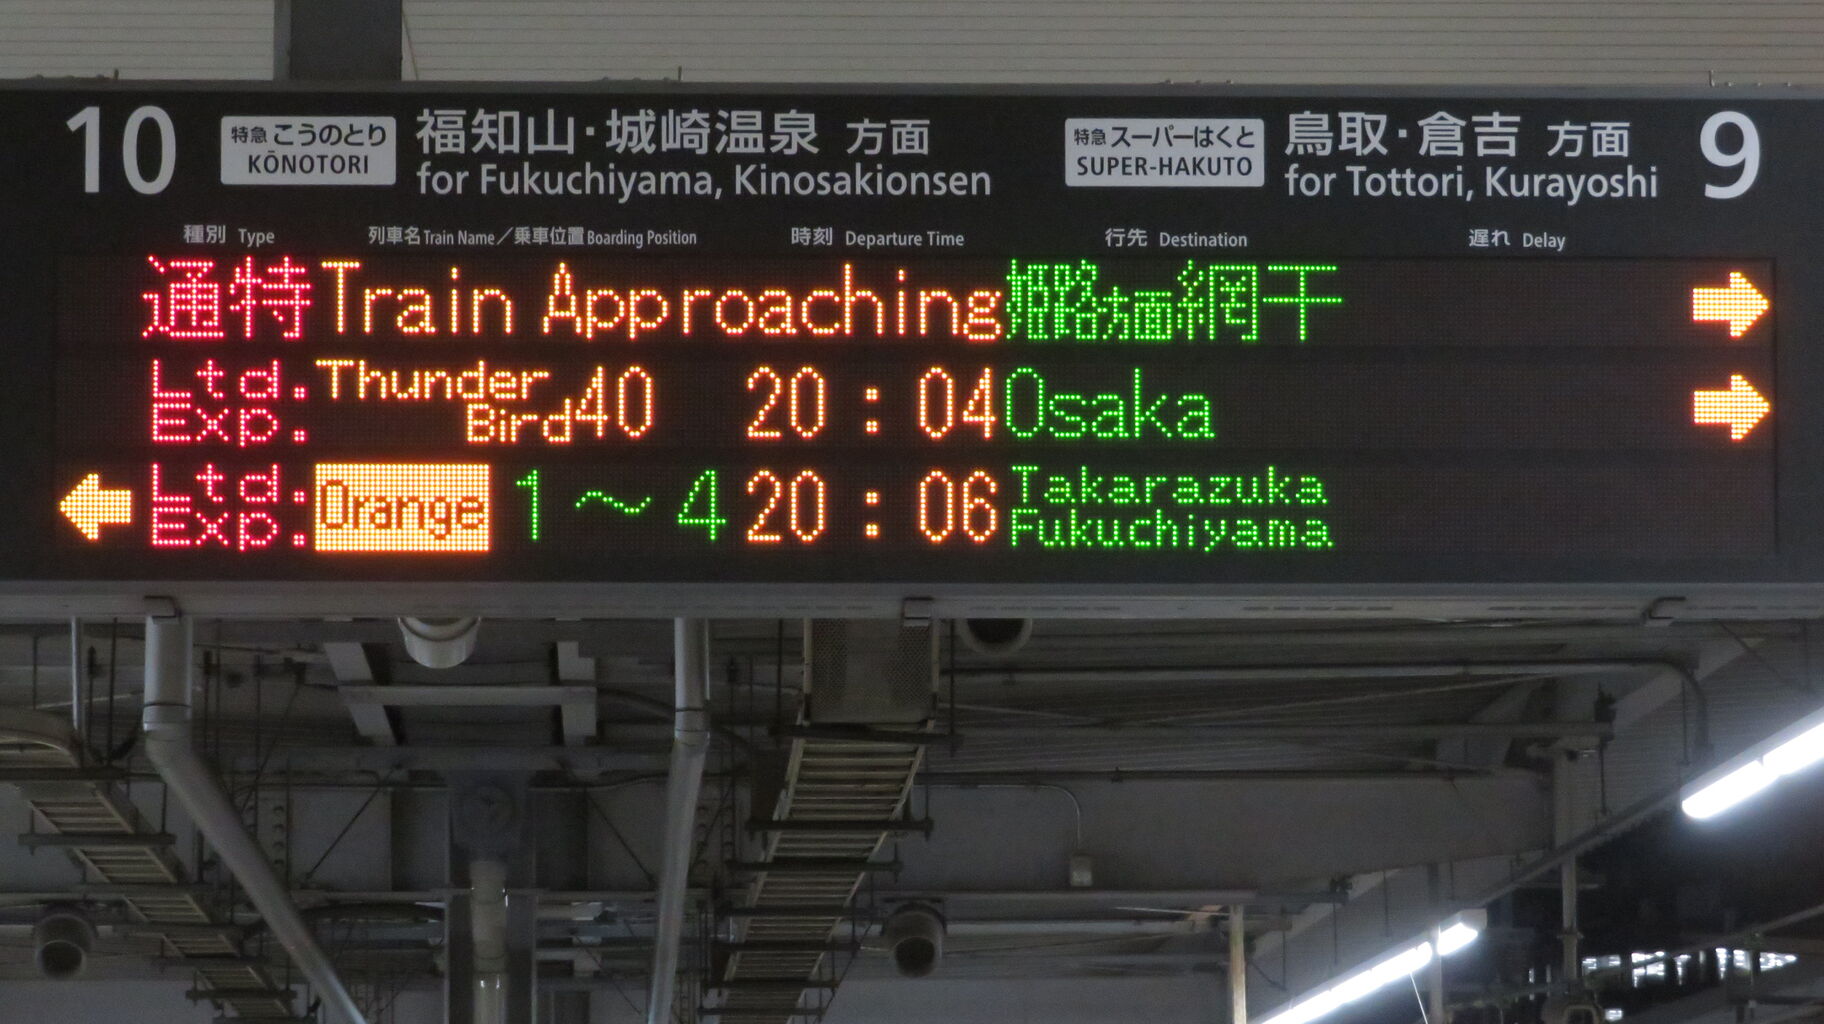 10 特急 こうのとり 福知山・城崎温泉 方面 特急 スーパーはくと 鳥取・倉吉 方面 9
KŌNOTORI for Fukuchiyama, Kinosakionsen SUPER-HAKUTO for Tottori, Kurayoshi
種別 Type 列車名 Train Name／乗車位置 Boarding Position 時刻 Departure Time 行先 Destination 遅れ Delay
通特 Train Approaching 姫路方面網干 →
Ltd. Exp. Thunder Bird 40 20:04 Osaka →
← Ltd. Exp. Orange 1～4 20:06 Takarazuka Fukuchiyama